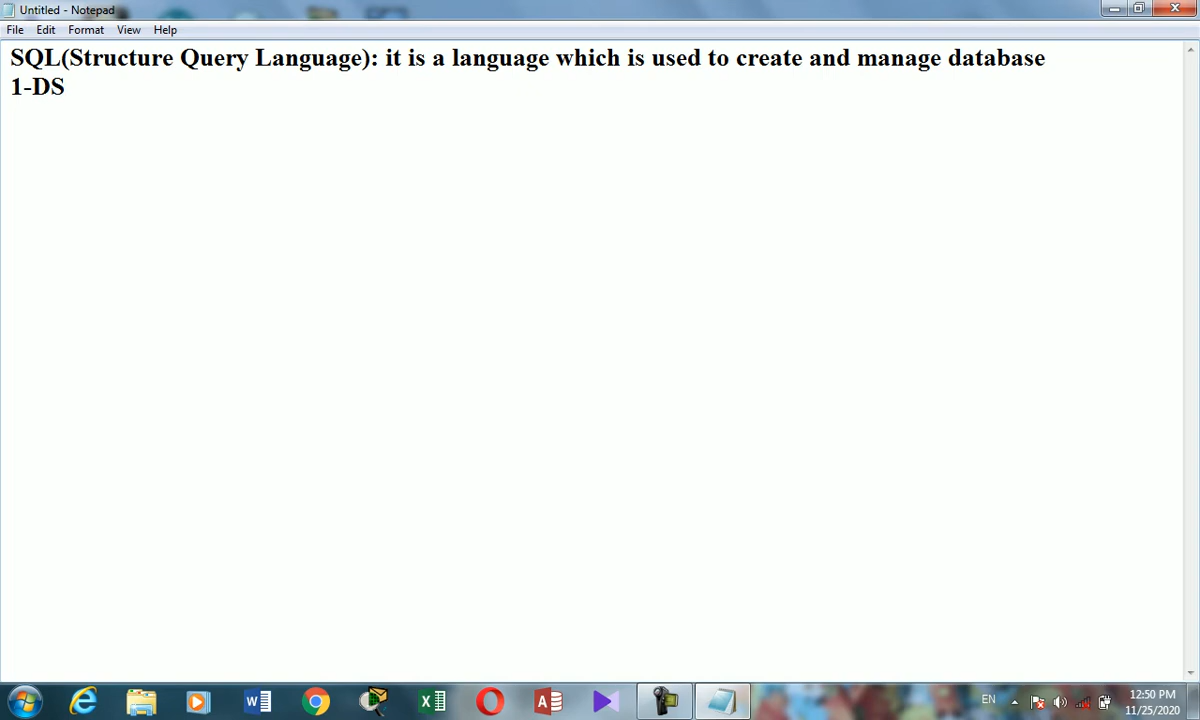 Untitled - Notepad
File Edit Format View Help
SQL(Structure Query Language): it is a language which is used to create and manage database
1-DS
EN
12:50 PM
11/25/2020